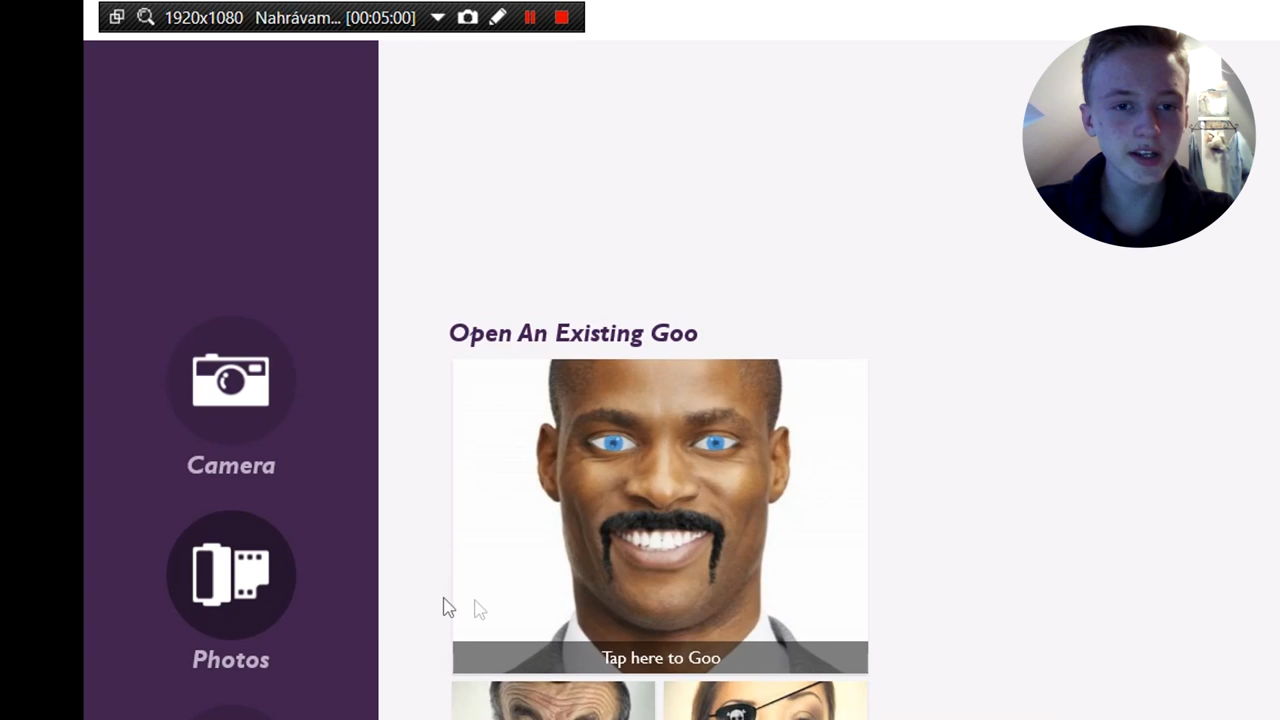 1920x1080 Nahrávam... [00:05:00]
Open An Existing Goo
Camera
Tap here to Goo
Photos